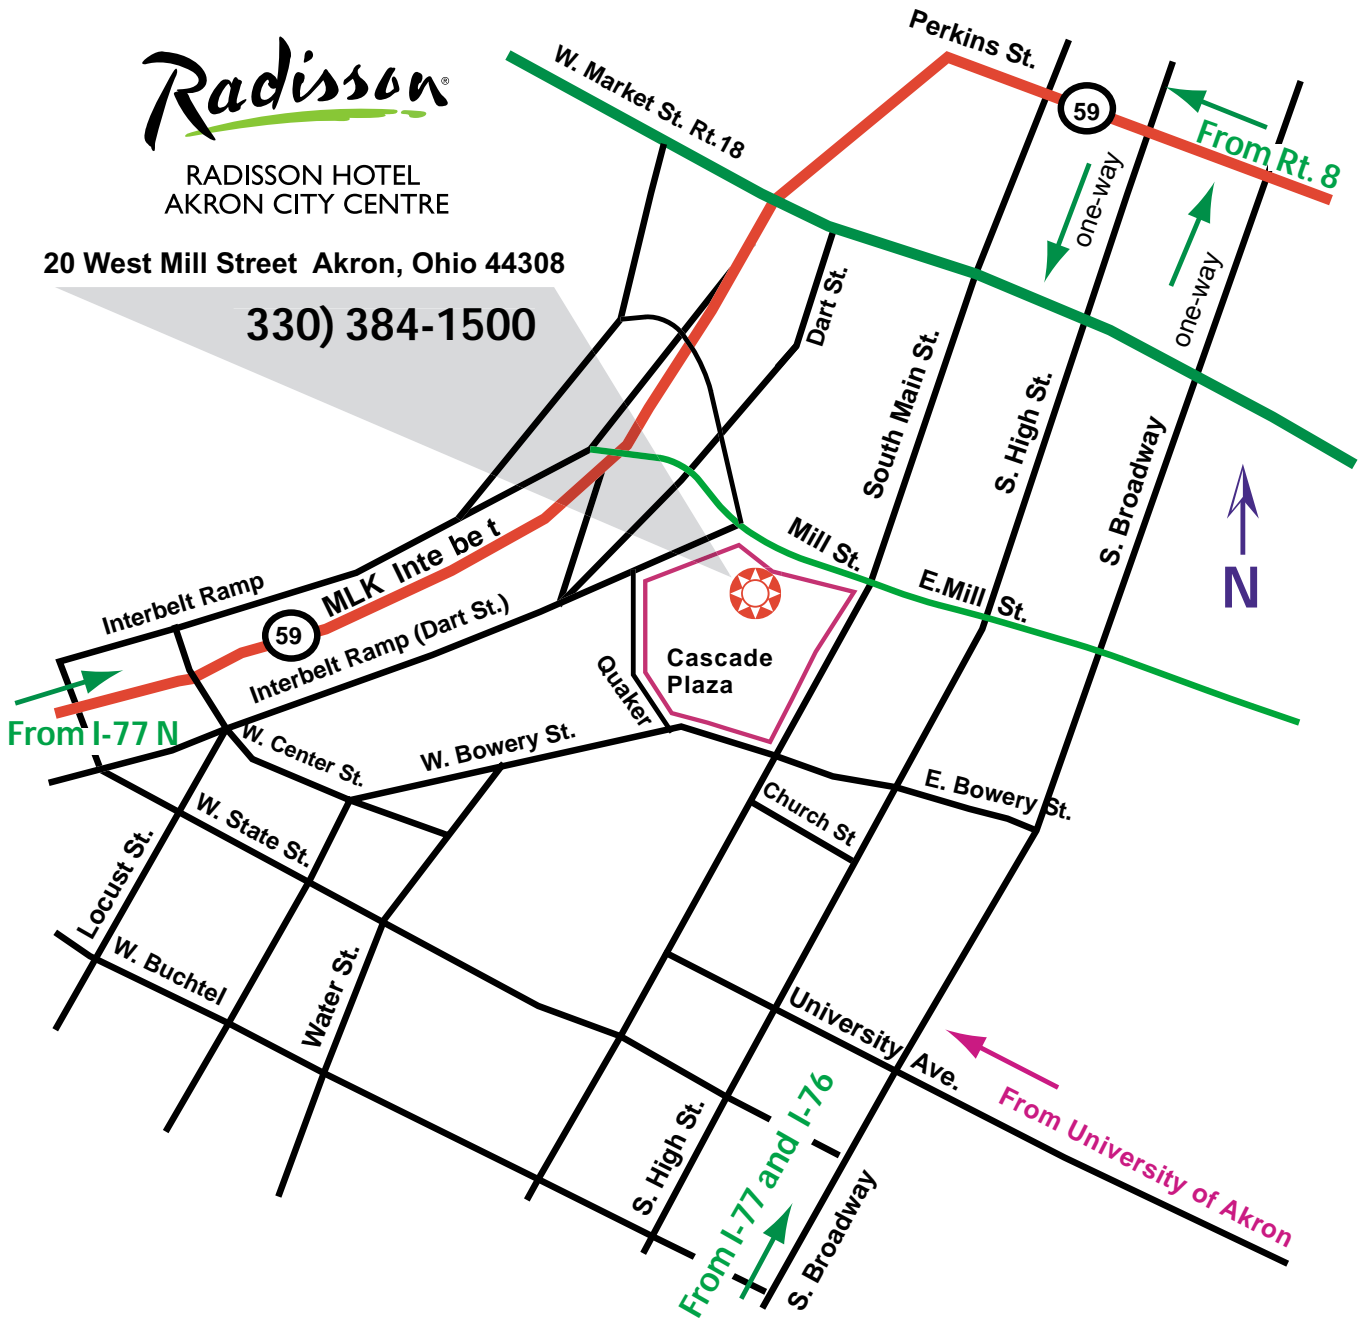 Radisson®
RADISSON HOTEL
AKRON CITY CENTRE
20 West Mill Street Akron, Ohio 44308
330) 384-1500
Perkins St.
W. Market St. Rt.18
59
From Rt. 8
one-way
one-way
Dart St.
South Main St.
S. High St.
S. Broadway
N
Mill St.
E.Mill St.
Interbelt Ramp
MLK Inte be t
59
Interbelt Ramp (Dart St.)
From I-77 N
Cascade
Plaza
Quaker
W. Center St.
W. Bowery St.
E. Bowery St.
Church St
W. State St.
Locust St.
W. Buchtel
Water St.
University Ave.
From University of Akron
S. High St.
From I-77 and I-76
S. Broadway